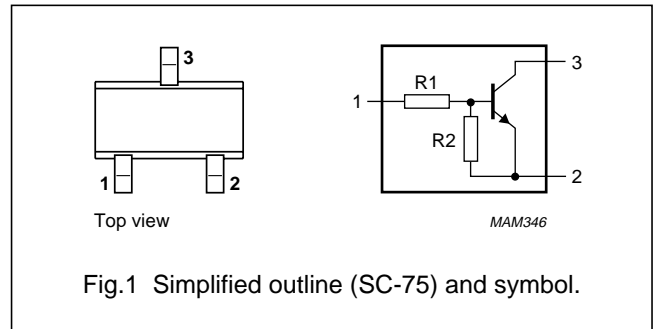 3
1
2
Top view
1
R1
R2
3
2
MAM346
Fig.1 Simplified outline (SC-75) and symbol.